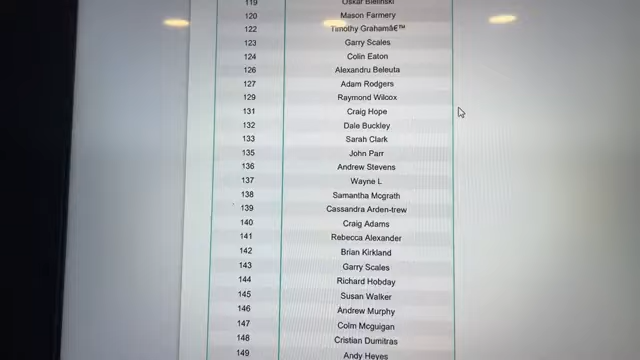 119 Oskar Bielinski
120 Mason Farmery
122 Timothy Grahamâ€™
123 Garry Scales
124 Colin Eaton
126 Alexandru Beleuta
127 Adam Rodgers
129 Raymond Wilcox
131 Craig Hope
132 Dale Buckley
133 Sarah Clark
135 John Parr
136 Andrew Stevens
137 Wayne L
138 Samantha Mcgrath
139 Cassandra Arden-trew
140 Craig Adams
141 Rebecca Alexander
142 Brian Kirkland
143 Garry Scales
144 Richard Hobday
145 Susan Walker
146 Andrew Murphy
147 Colm Mcguigan
148 Cristian Dumitras
149 Andy Heyes